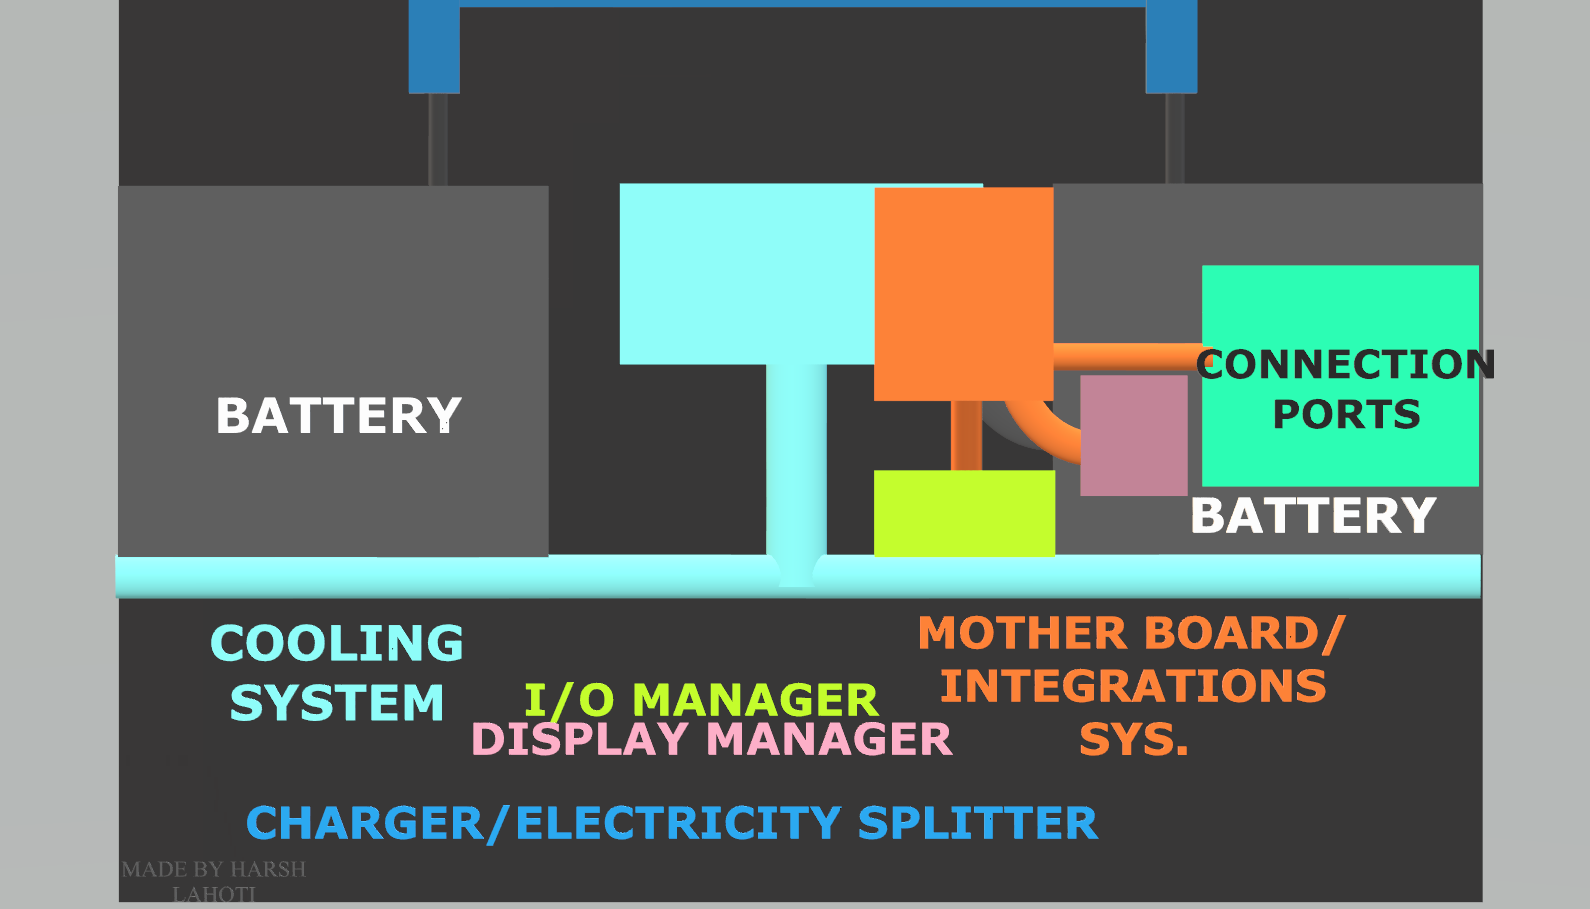 BATTERY
CONNECTION
PORTS
BATTERY
COOLING
SYSTEM
I/O MANAGER
DISPLAY MANAGER
MOTHER BOARD/
INTEGRATIONS
SYS.
CHARGER/ELECTRICITY SPLITTER
MADE BY HARSH
LAHOTI